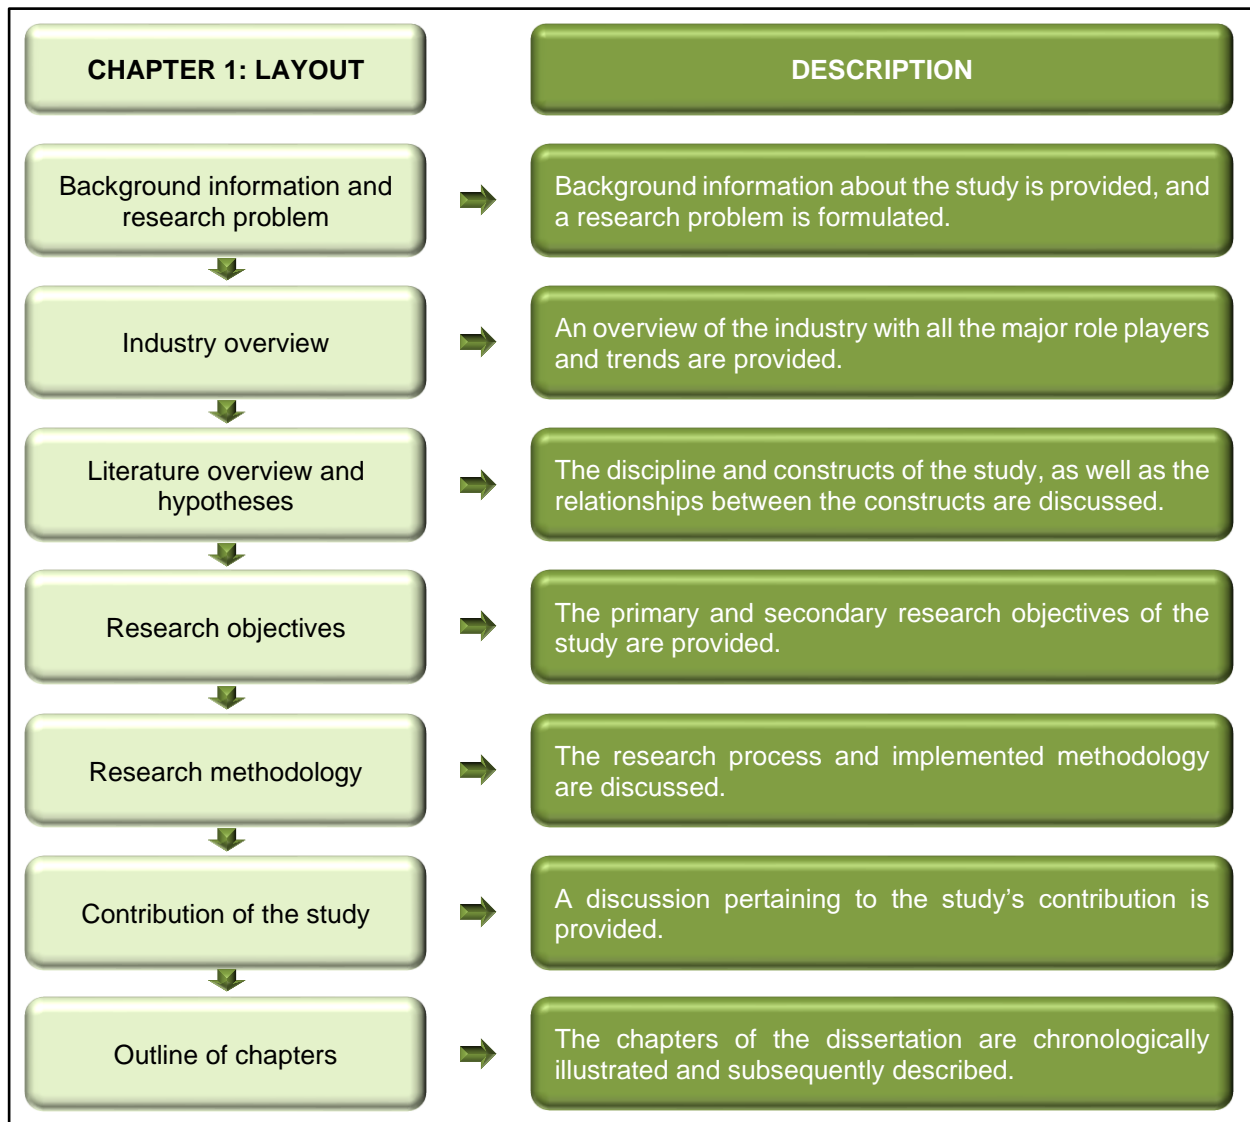 CHAPTER 1: LAYOUT
DESCRIPTION
Background information and
research problem
Background information about the study is provided, and
a research problem is formulated.
Industry overview
An overview of the industry with all the major role players
and trends are provided.
Literature overview and
hypotheses
The discipline and constructs of the study, as well as the
relationships between the constructs are discussed.
Research objectives
The primary and secondary research objectives of the
study are provided.
Research methodology
The research process and implemented methodology
are discussed.
Contribution of the study
A discussion pertaining to the study’s contribution is
provided.
Outline of chapters
The chapters of the dissertation are chronologically
illustrated and subsequently described.